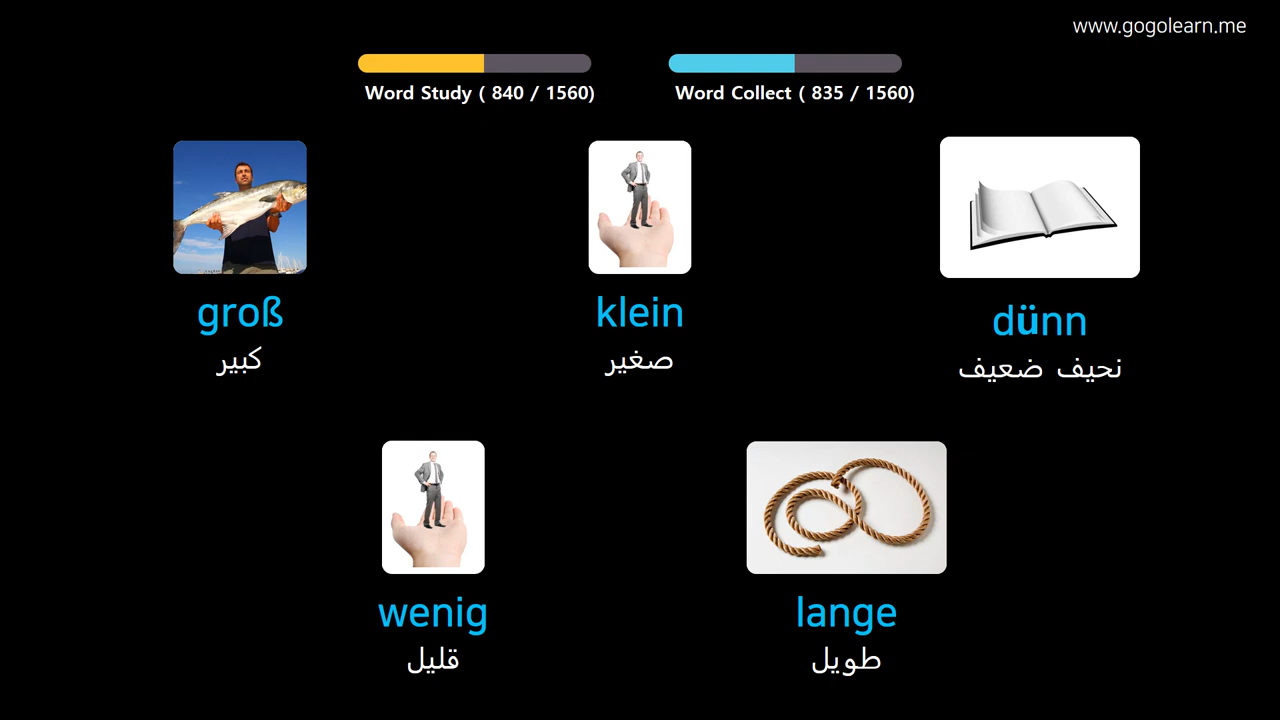 www.gogolearn.me
Word Study ( 840 / 1560)
Word Collect ( 835 / 1560)
groß
كبير
klein
صغير
dünn
نحيف ضعيف
wenig
قليل
lange
طويل